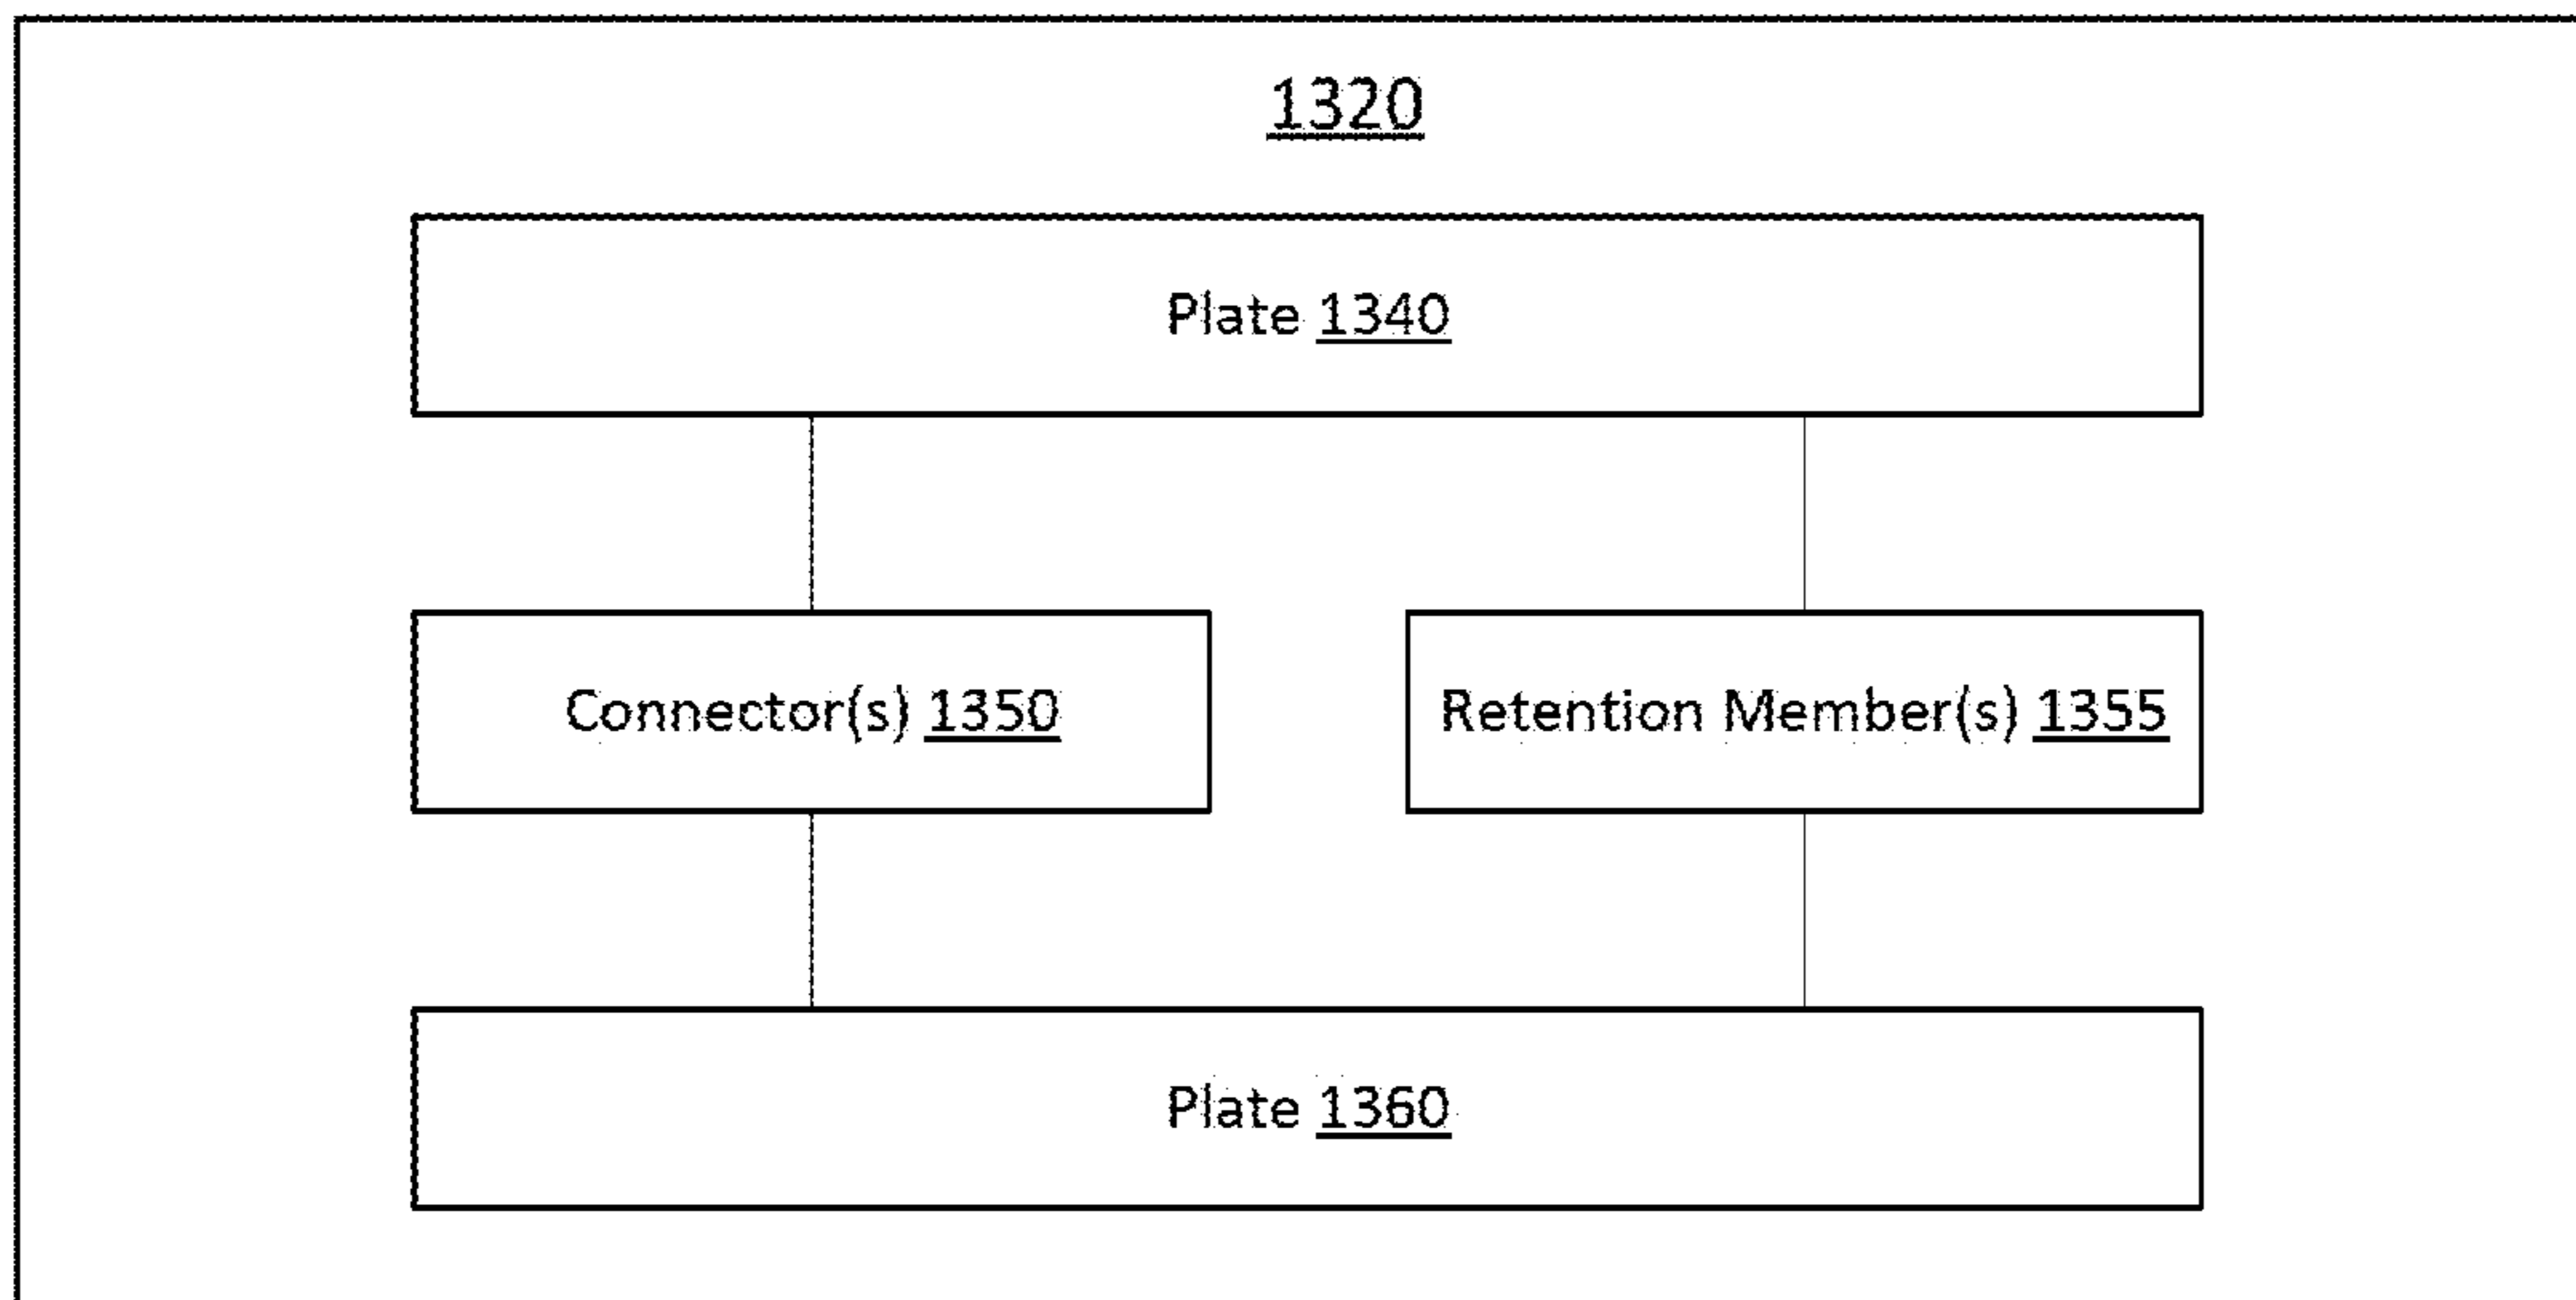 1320
Plate 1340
Connector(s) 1350
Retention Member(s) 1355
Plate 1360